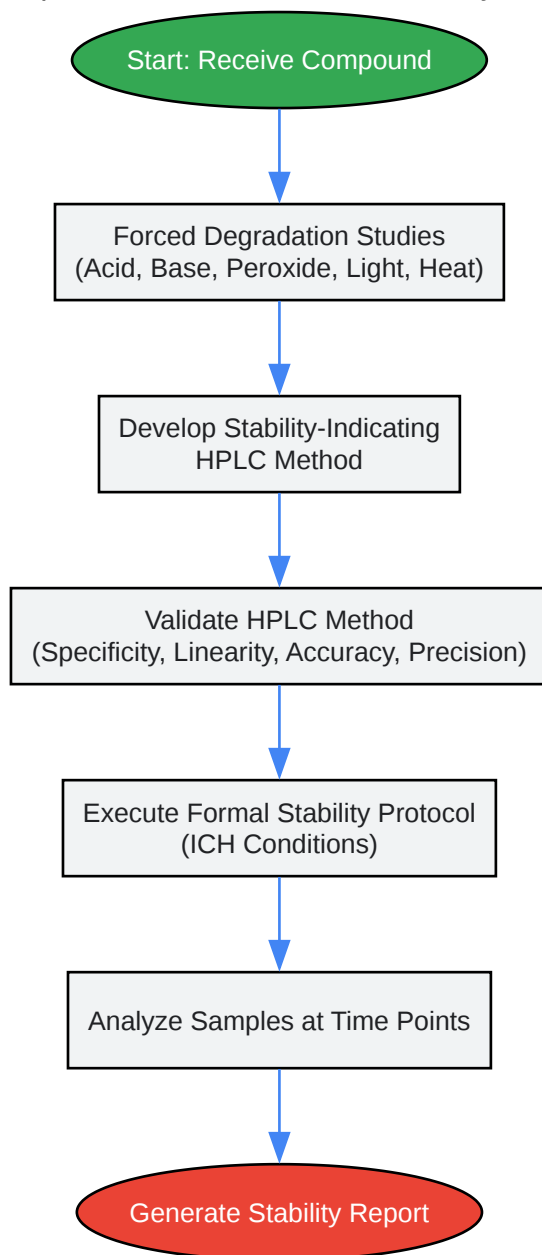 Start: Receive Compound
Forced Degradation Studies
(Acid, Base, Peroxide, Light, Heat)
Develop Stability-Indicating
HPLC Method
Validate HPLC Method
(Specificity, Linearity, Accuracy, Precision)
Execute Formal Stability Protocol
(ICH Conditions)
Analyze Samples at Time Points
Generate Stability Report